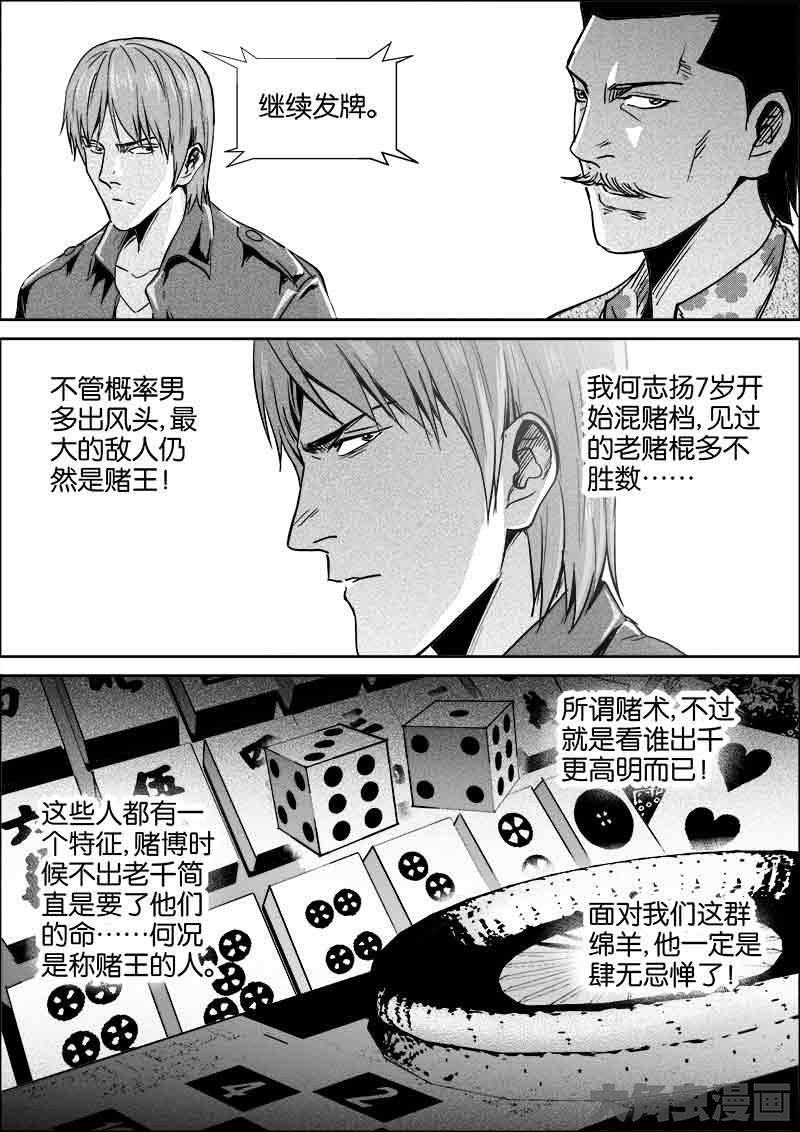 继续发牌。
不管概率男
多出风头,最
大的敌人仍
然是赌王!
我何志扬7岁开
始混赌档,见过
的老赌棍多不
胜数……
所谓赌术,不过
就是看谁出千
更高明而已!
这些人都有一
个特征,赌博时
候不出老千简
直是要了他们
的命……何况
是称赌王的人。
面对我们这群
绵羊,他一定是
肆无忌惮了!
伍
4
2
大角虫漫画